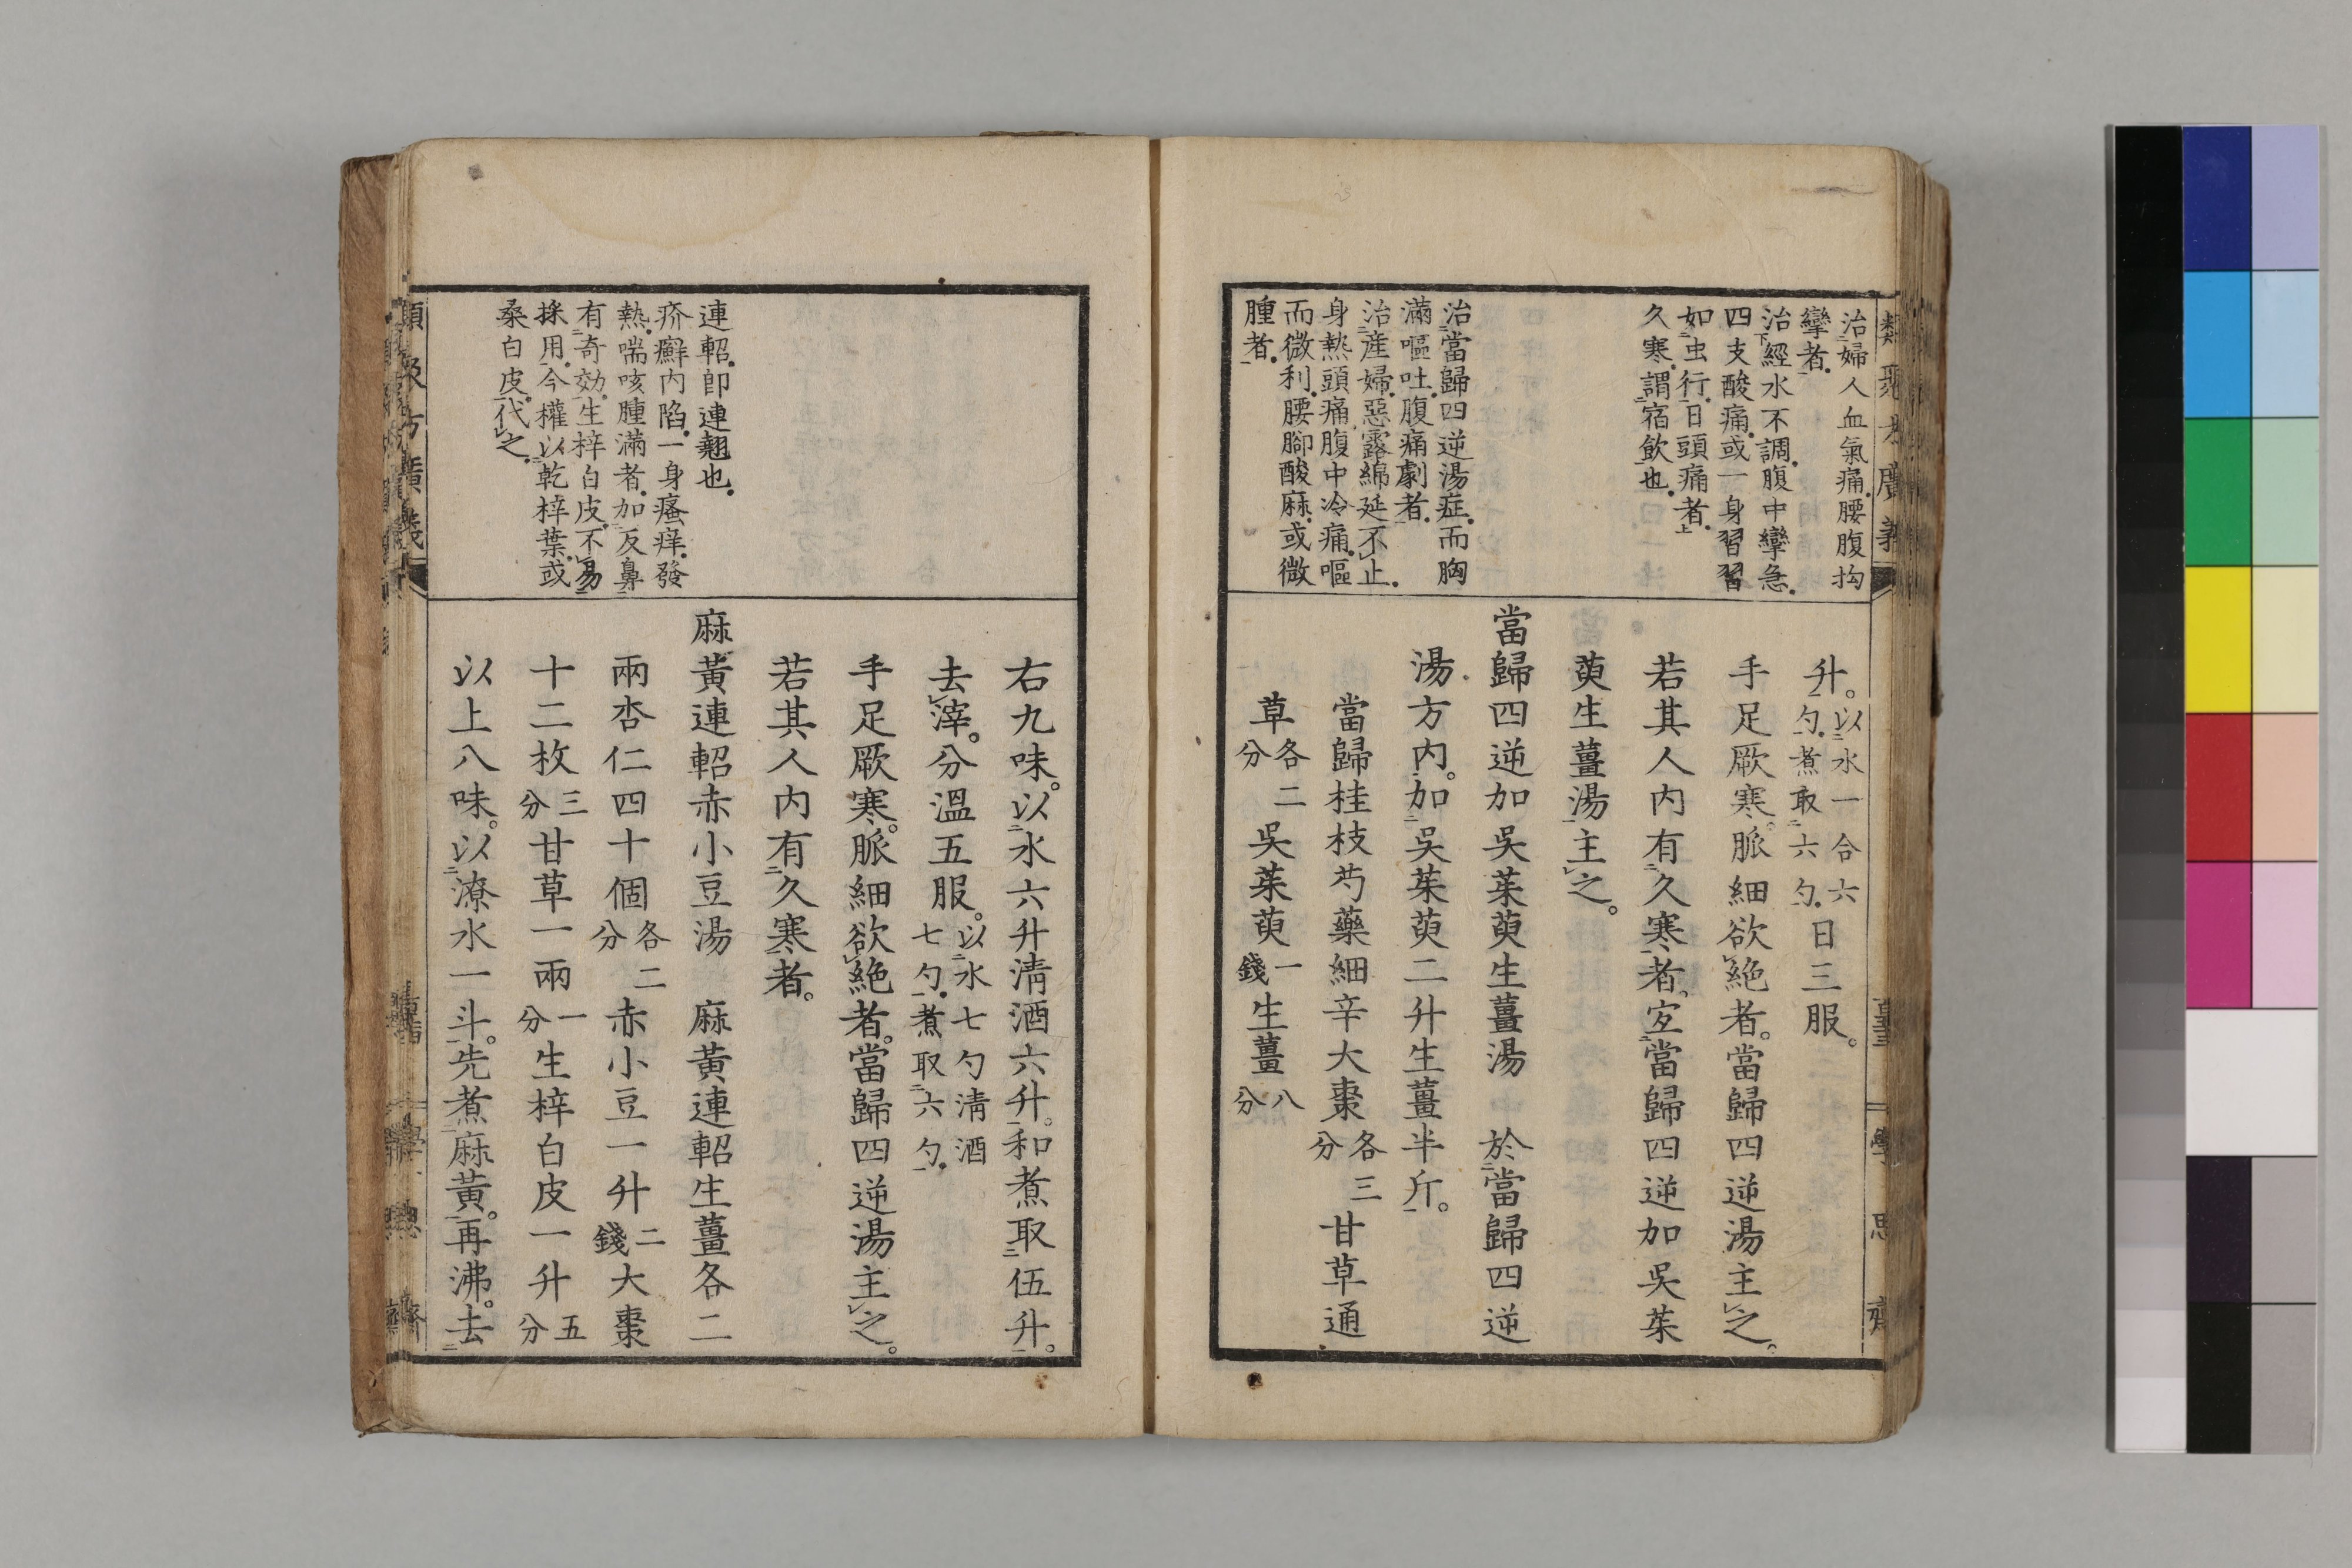 類聚方廣義
治婦人血氣痛腰腹拘
攣者
治經水不調腹中攣急
四支酸痛或一身習習
如虫行日頭痛者
久寒謂宿飲也
治當歸四逆湯症而胸
滿嘔吐腹痛劇者
治產婦惡露綿延不止
身熱頭痛腹中冷痛嘔
而微利腰腳酸麻或微
腫者
升以水一合六勺煮取六勺日三服
手足厥寒脈細欲絕者當歸四逆湯主之
若其人內有久寒者宜當歸四逆加吳茱
萸生薑湯主之
當歸四逆加吳茱萸生薑湯 於當歸四逆
湯方內加吳茱萸二升生薑半斤
當歸桂枝芍藥細辛大棗各三分甘草通
草各二分吳茱萸一錢生薑八分
連軺即連翹也
疥癬內陷一身瘙痒發
熱喘咳腫滿者加反鼻
有奇効生梓白皮不易
採用今權以乾梓葉或
桑白皮代之
右九味以水六升清酒六升和煮取伍升
去滓分溫五服以水七勺清酒七勺煮取六勺
手足厥寒脈細欲絕者當歸四逆湯主之
若其人內有久寒者
麻黃連軺赤小豆湯 麻黃連軺生薑各二
兩杏仁四十個各二分赤小豆一升二錢大棗
十二枚三分甘草一兩一分生梓白皮一升五分
以上八味以潦水一斗先煮麻黃再沸去